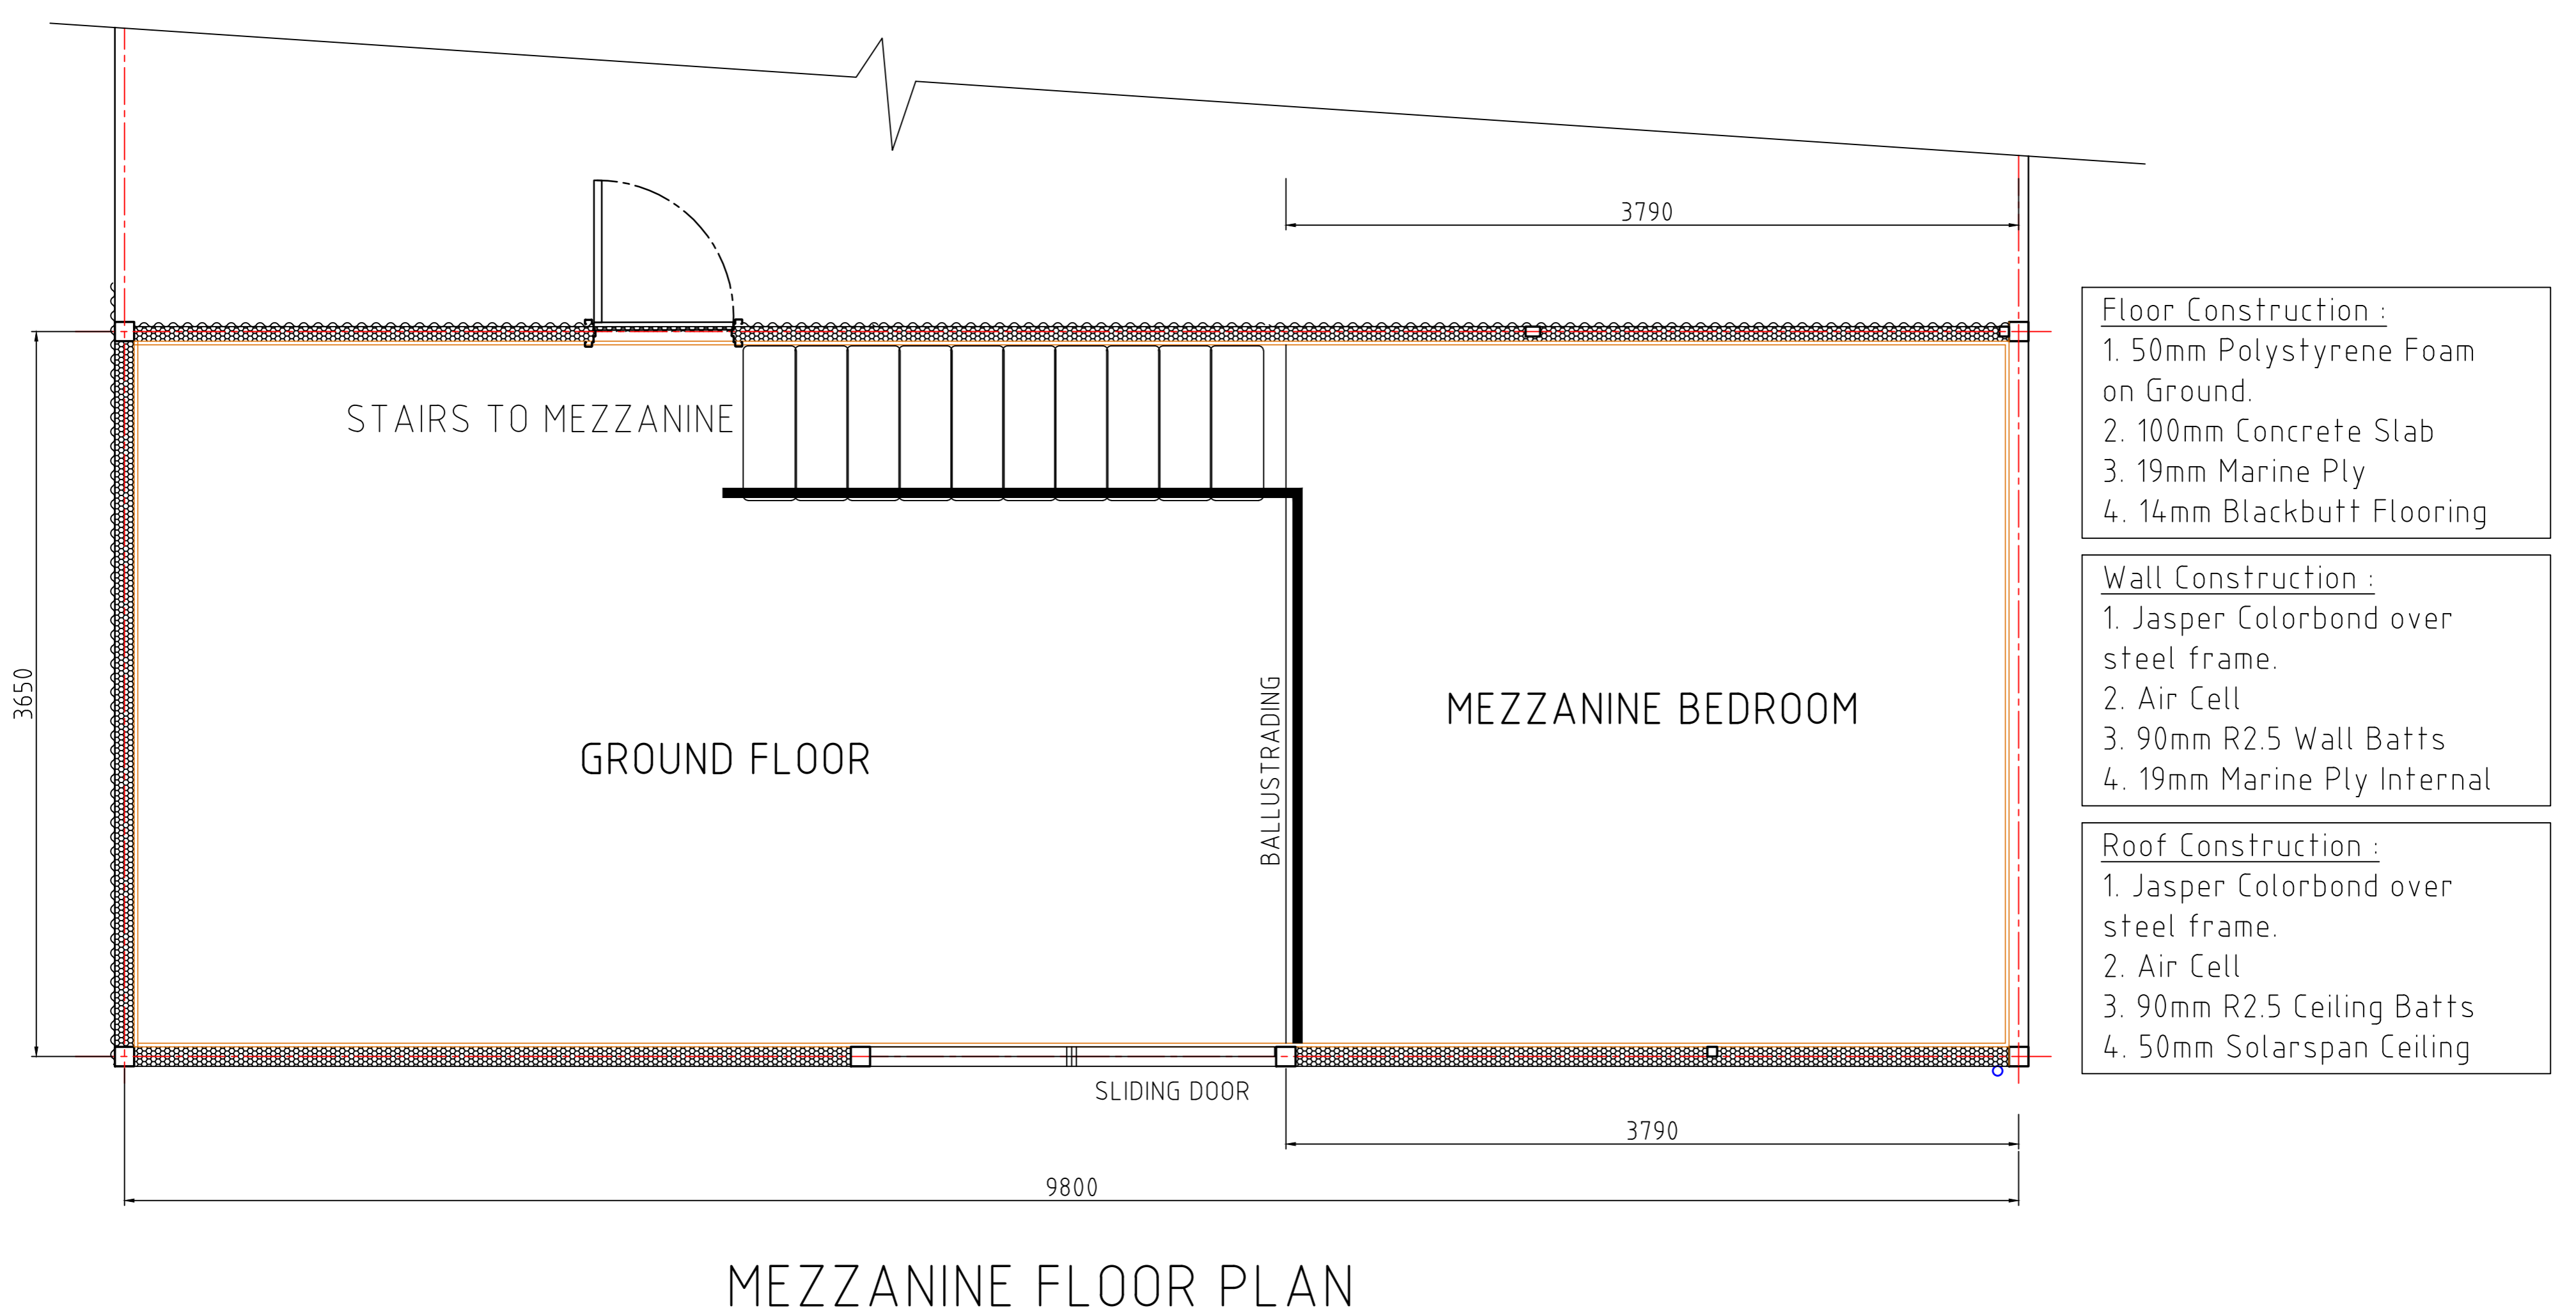 3790
Floor Construction :
1. 50mm Polystyrene Foam
on Ground.
2. 100mm Concrete Slab
3. 19mm Marine Ply
4. 14mm Blackbutt Flooring
STAIRS TO MEZZANINE
Wall Construction :
1. Jasper Colorbond over
steel frame.
2. Air Cell
3. 90mm R2.5 Wall Batts
4. 19mm Marine Ply Internal
3650
GROUND FLOOR
BALLUSTRADING
MEZZANINE BEDROOM
Roof Construction :
1. Jasper Colorbond over
steel frame.
2. Air Cell
3. 90mm R2.5 Ceiling Batts
4. 50mm Solarspan Ceiling
SLIDING DOOR
3790
9800
MEZZANINE FLOOR PLAN